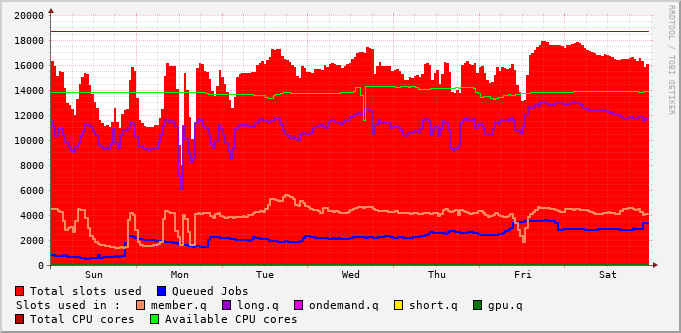 RRDTOOL / TOBI OETIKER
20000
18000
16000
14000
12000
10000
8000
6000
4000
2000
0
Sun Mon Tue Wed Thu Fri Sat
Total slots used Queued Jobs
Slots used in : member.q long.q ondemand.q short.q gpu.q
Total CPU cores Available CPU cores